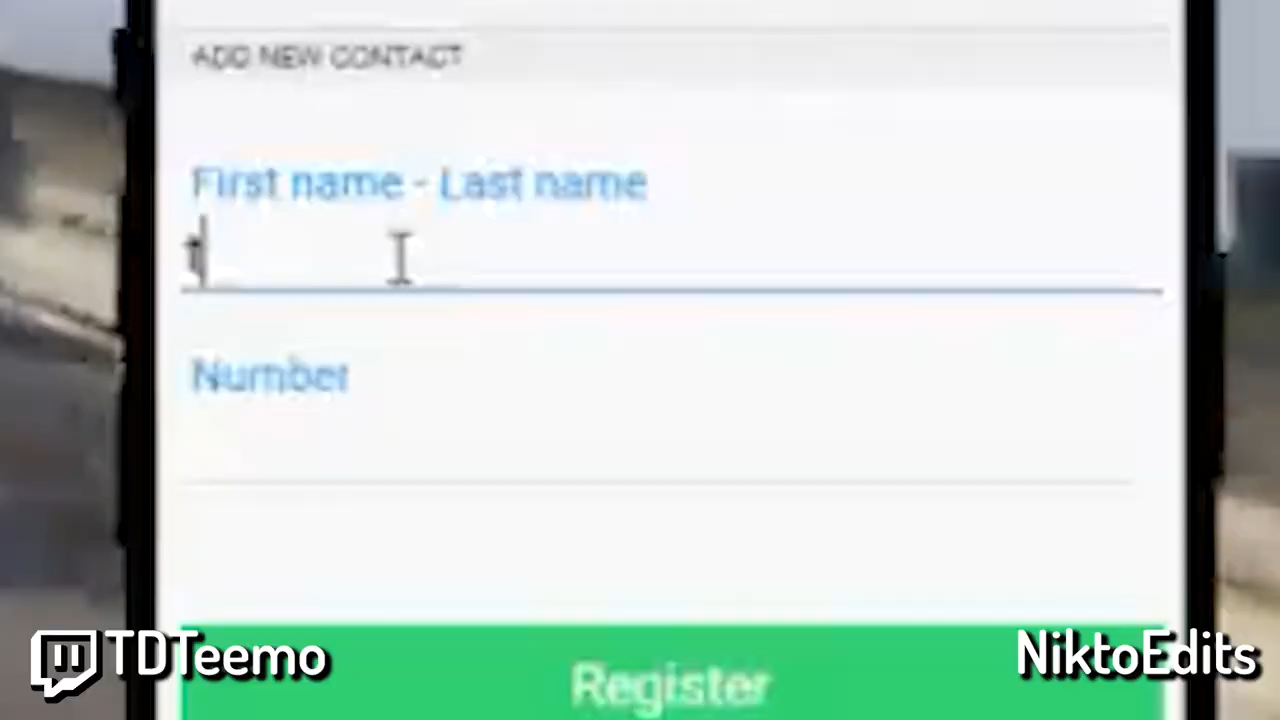 ADD NEW CONTACT
First name - Last name
t
Number
Register
TDTeemo
NiktoEdits